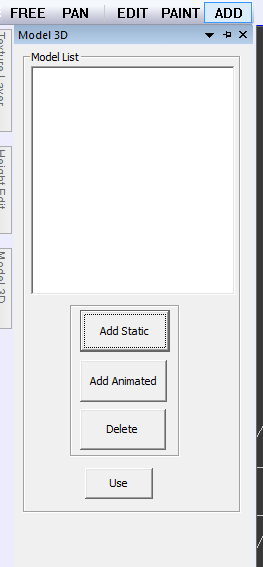 FREE PAN EDIT PAINT ADD
Model 3D
Texture Layer
Height Edit
Model 3D
Model List
Add Static
Add Animated
Delete
Use